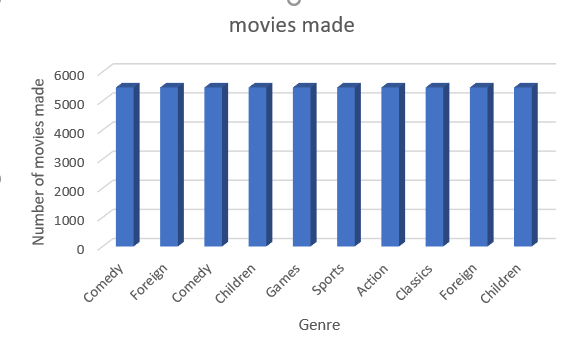 movies made
6000
5000
4000
3000
2000
1000
0
Number of movies made
Comedy
Foreign
Comedy
Children
Games
Sports
Action
Classics
Foreign
Children
Genre